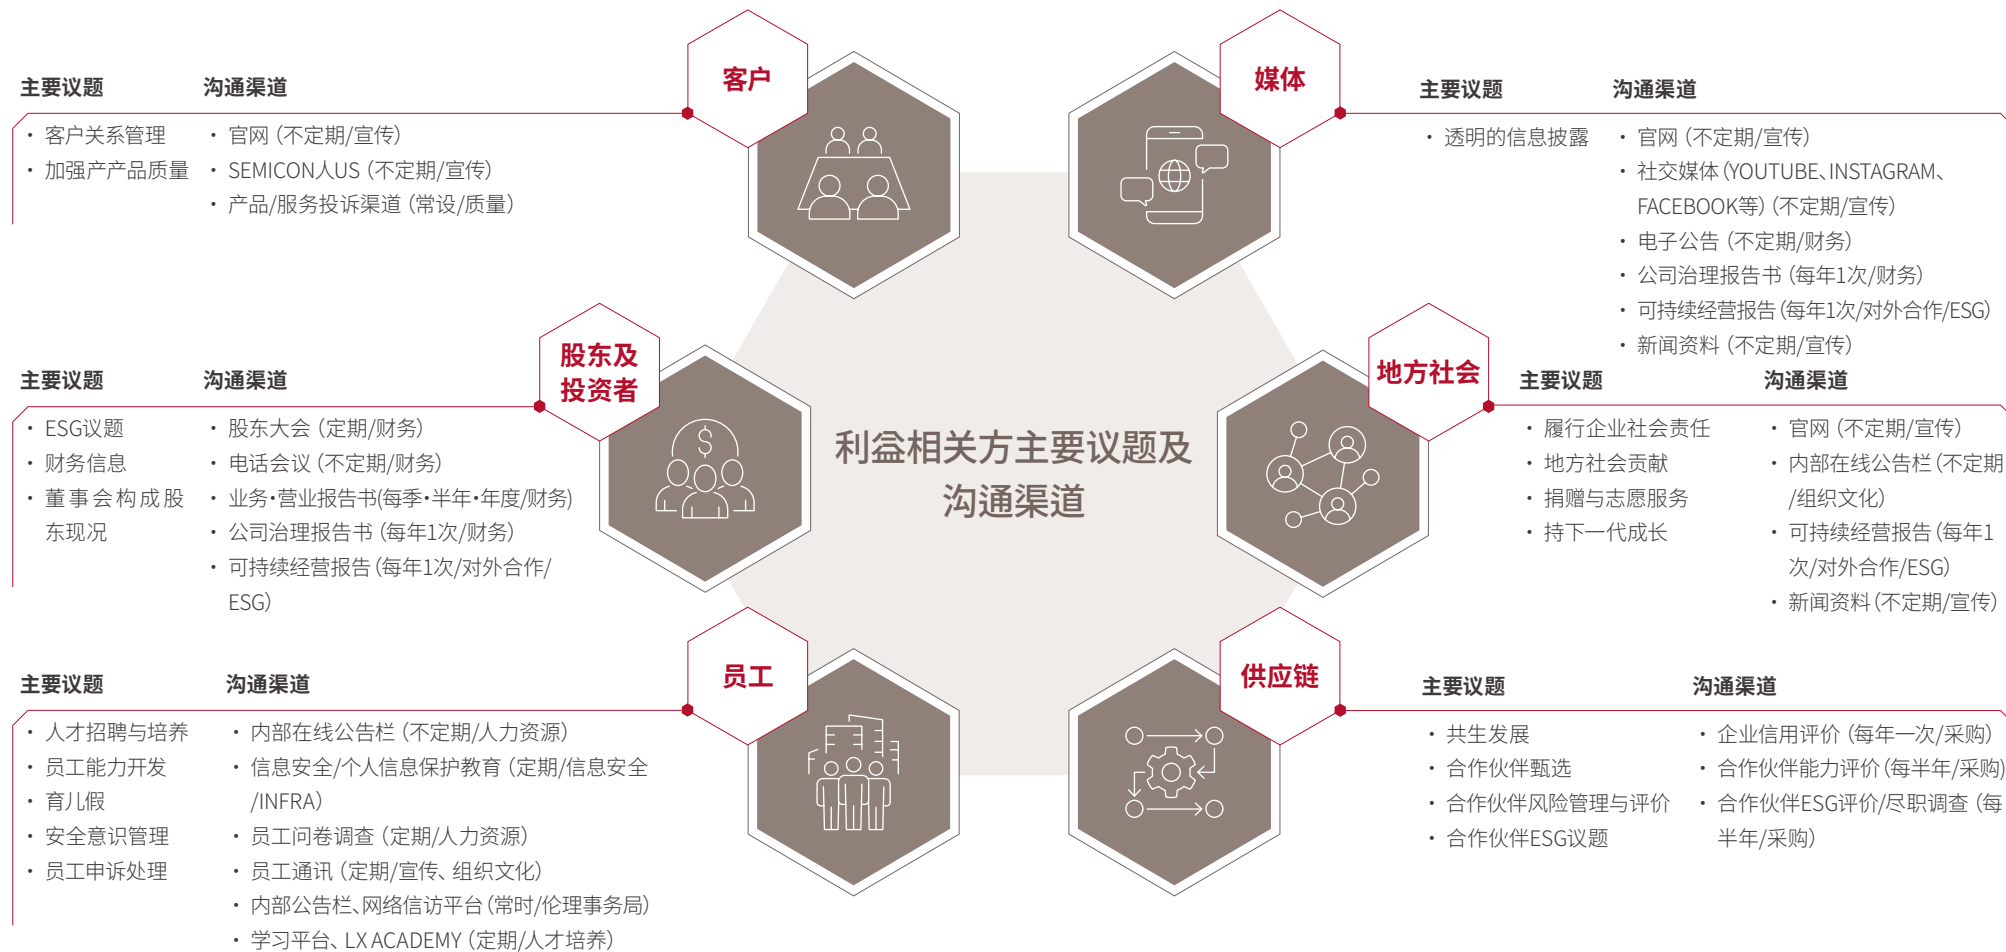 客户
主要议题
沟通渠道
· 客户关系管理
· 加强产产品质量
· 官网 (不定期/宣传)
· SEMICON人US (不定期/宣传)
· 产品/服务投诉渠道 (常设/质量)
媒体
主要议题
沟通渠道
· 透明的信息披露
· 官网 (不定期/宣传)
· 社交媒体 (YOUTUBE、INSTAGRAM、
FACEBOOK等) (不定期/宣传)
· 电子公告 (不定期/财务)
· 公司治理报告书 (每年1次/财务)
· 可持续经营报告 (每年1次/对外合作/ESG)
· 新闻资料 (不定期/宣传)
股东及
投资者
主要议题
沟通渠道
· ESG议题
· 财务信息
· 董事会构成股
东现况
· 股东大会 (定期/财务)
· 电话会议 (不定期/财务)
· 业务•营业报告书(每季•半年•年度/财务)
· 公司治理报告书 (每年1次/财务)
· 可持续经营报告 (每年1次/对外合作/
ESG)
利益相关方主要议题及
沟通渠道
地方社会
主要议题
沟通渠道
· 履行企业社会责任
· 地方社会贡献
· 捐赠与志愿服务
· 持下一代成长
· 官网 (不定期/宣传)
· 内部在线公告栏 (不定期
/组织文化)
· 可持续经营报告 (每年1
次/对外合作/ESG)
· 新闻资料 (不定期/宣传)
员工
主要议题
沟通渠道
· 人才招聘与培养
· 员工能力开发
· 育儿假
· 安全意识管理
· 员工申诉处理
· 内部在线公告栏 (不定期/人力资源)
· 信息安全/个人信息保护教育 (定期/信息安全
/INFRA)
· 员工问卷调查 (定期/人力资源)
· 员工通讯 (定期/宣传、组织文化)
· 内部公告栏、网络信访平台 (常时/伦理事务局)
· 学习平台、LX ACADEMY (定期/人才培养)
供应链
主要议题
沟通渠道
· 共生发展
· 合作伙伴甄选
· 合作伙伴风险管理与评价
· 合作伙伴ESG议题
· 企业信用评价 (每年一次/采购)
· 合作伙伴能力评价 (每半年/采购)
· 合作伙伴ESG评价/尽职调查 (每
半年/采购)